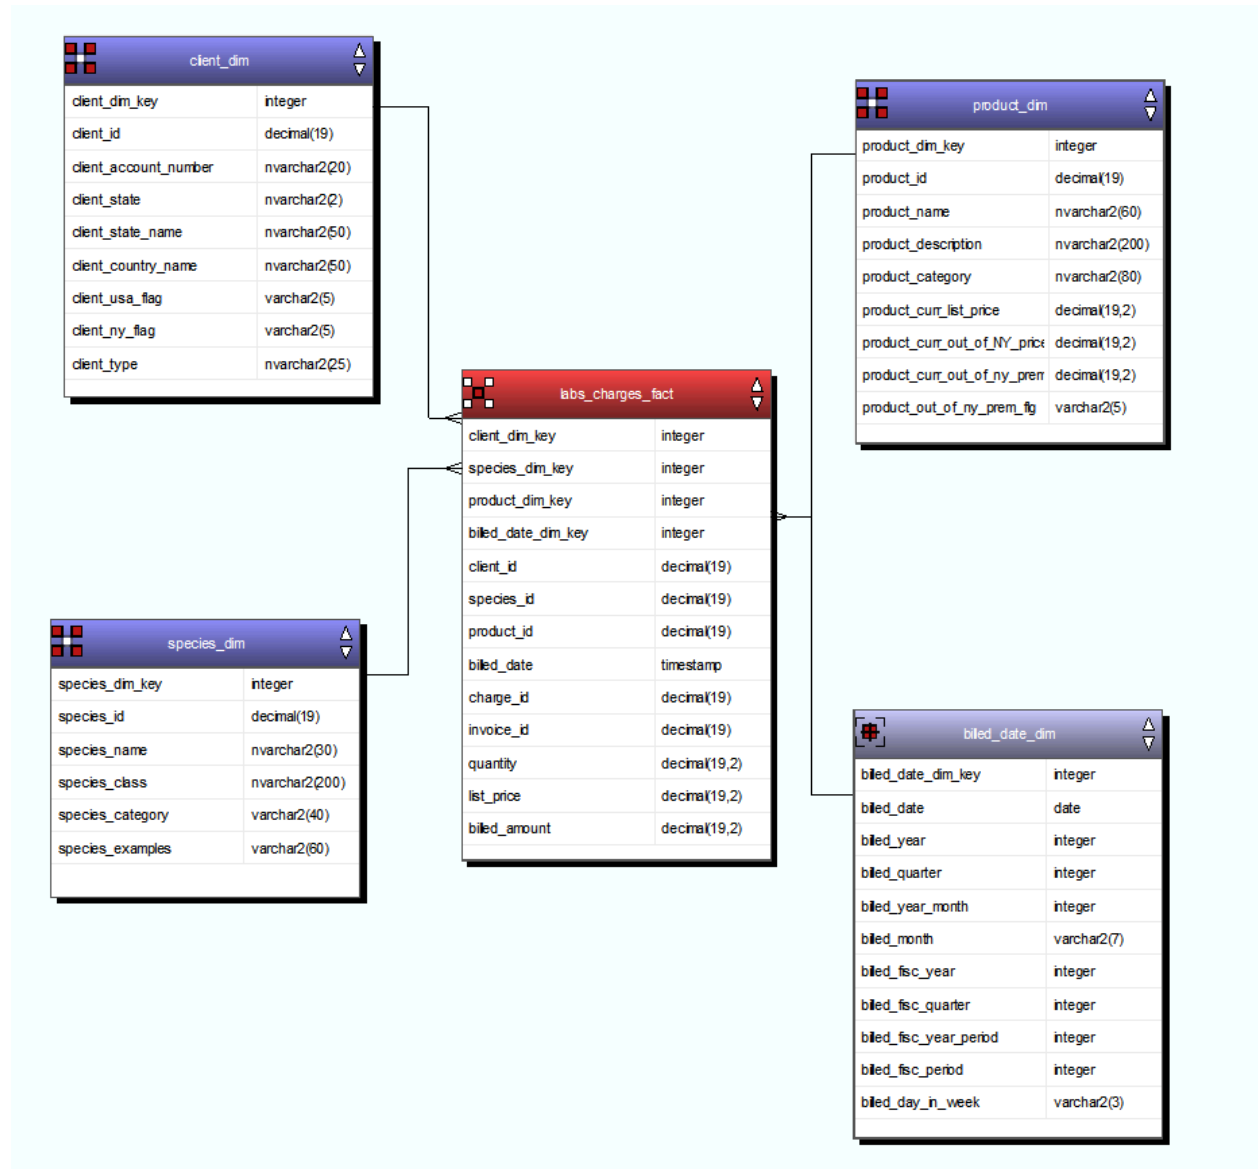 client_dim
client_dim_key integer
client_id decimal(19)
client_account_number nvarchar2(20)
client_state nvarchar2(2)
client_state_name nvarchar2(50)
client_country_name nvarchar2(50)
client_usa_flag varchar2(5)
client_ny_flag varchar2(5)
client_type nvarchar2(25)
product_dim
product_dim_key integer
product_id decimal(19)
product_name nvarchar2(60)
product_description nvarchar2(200)
product_category nvarchar2(80)
product_curr_list_price decimal(19,2)
product_curr_out_of_NY_price decimal(19,2)
product_curr_out_of_ny_prem decimal(19,2)
product_out_of_ny_prem_flg varchar2(5)
labs_charges_fact
client_dim_key integer
species_dim_key integer
product_dim_key integer
billed_date_dim_key integer
client_id decimal(19)
species_id decimal(19)
product_id decimal(19)
billed_date timestamp
charge_id decimal(19)
invoice_id decimal(19)
quantity decimal(19,2)
list_price decimal(19,2)
billed_amount decimal(19,2)
species_dim
species_dim_key integer
species_id decimal(19)
species_name nvarchar2(30)
species_class nvarchar2(200)
species_category varchar2(40)
species_examples varchar2(60)
billed_date_dim
billed_date_dim_key integer
billed_date date
billed_year integer
billed_quarter integer
billed_year_month integer
billed_month varchar2(7)
billed_fisc_year integer
billed_fisc_quarter integer
billed_fisc_year_period integer
billed_fisc_period integer
billed_day_in_week varchar2(3)